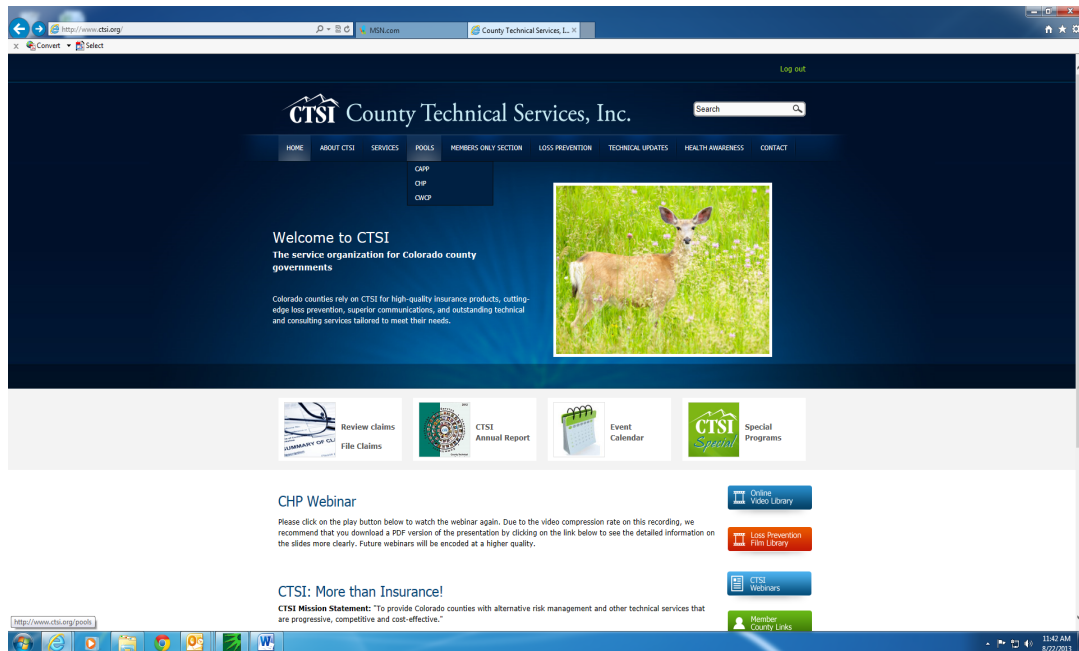 http://www.ctsi.org/
MSN.com
County Technical Services, I...
Convert
Select
Log out
CTSI County Technical Services, Inc.
Search
HOME ABOUT CTSI SERVICES POOLS MEMBERS ONLY SECTION LOSS PREVENTION TECHNICAL UPDATES HEALTH AWARENESS CONTACT
CAPP
CHP
CWCP
Welcome to CTSI
The service organization for Colorado county
governments
Colorado counties rely on CTSI for high-quality insurance products, cutting-
edge loss prevention, superior communications, and outstanding technical
and consulting services tailored to meet their needs.
SUMMARY OF CL
Review claims
File Claims
CTSI
Annual Report
Event
Calendar
CTSI
Special
Special
Programs
CHP Webinar
Please click on the play button below to watch the webinar again. Due to the video compression rate on this recording, we
recommend that you download a PDF version of the presentation by clicking on the link below to see the detailed information on
the slides more clearly. Future webinars will be encoded at a higher quality.
Online
Video Library
Loss Prevention
Film Library
CTSI
Webinars
Member
County Links
CTSI: More than Insurance!
CTSI Mission Statement: "To provide Colorado counties with alternative risk management and other technical services that
are progressive, competitive and cost-effective."
http://www.ctsi.org/pools
11:42 AM
8/22/2013